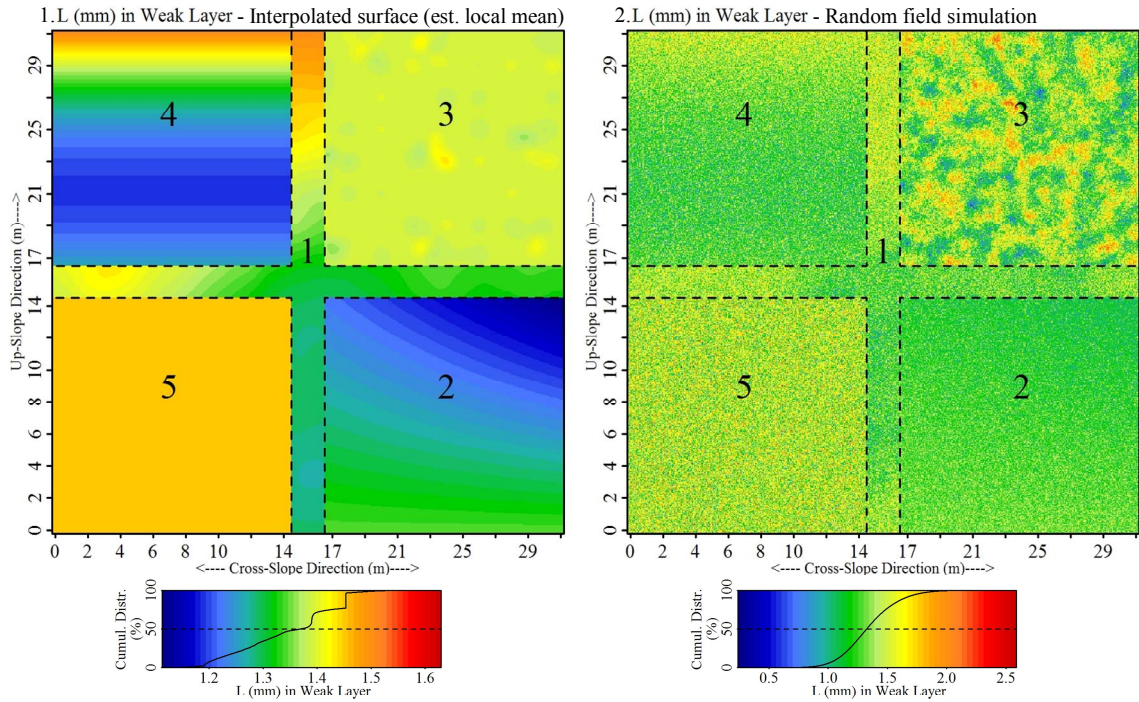 1.L (mm) in Weak Layer - Interpolated surface (est. local mean)
Up-Slope Direction (m)---->
29
25
21
17
14
10
8
6
4
2
0
4
3
1
5
2
0 2 4 6 8 10 14 17 21 25 29
<---- Cross-Slope Direction (m)---->
Cumul. Distr.
(%)
100
50
0
1.2 1.3 1.4 1.5 1.6
L (mm) in Weak Layer
2.L (mm) in Weak Layer - Random field simulation
Up-Slope Direction (m)---->
29
25
21
17
14
10
8
6
4
2
0
4
3
1
5
2
0 2 4 6 8 10 14 17 21 25 29
<---- Cross-Slope Direction (m)---->
Cumul. Distr.
(%)
100
50
0
0.5 1.0 1.5 2.0 2.5
L (mm) in Weak Layer